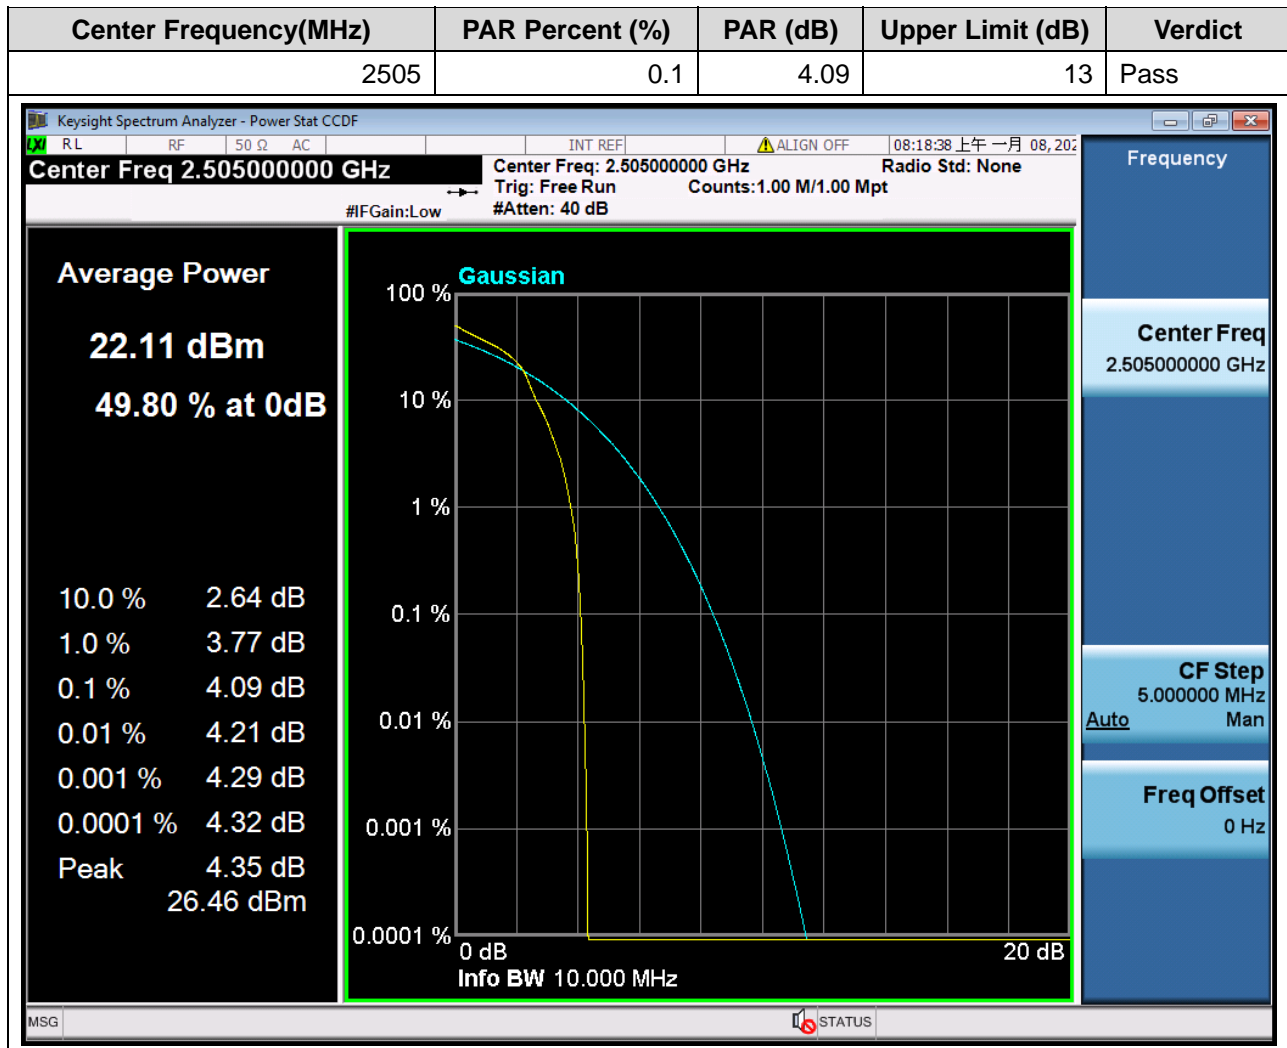 Center Frequency(MHz) PAR Percent (%) PAR (dB) Upper Limit (dB) Verdict
2505 0.1 4.09 13 Pass
Keysight Spectrum Analyzer - Power Stat CCDF
LXI RL RF 50 Ω AC INT REF ALIGN OFF 08:18:38 上午 一月 08, 202
Center Freq 2.505000000 GHz
Center Freq: 2.505000000 GHz Radio Std: None
Trig: Free Run Counts:1.00 M/1.00 Mpt
#IFGain:Low #Atten: 40 dB
Average Power
22.11 dBm
49.80 % at 0dB
10.0 % 2.64 dB
1.0 % 3.77 dB
0.1 % 4.09 dB
0.01 % 4.21 dB
0.001 % 4.29 dB
0.0001 % 4.32 dB
Peak 4.35 dB
26.46 dBm
Gaussian
100 %
10 %
1 %
0.1 %
0.01 %
0.001 %
0.0001 %
0 dB 20 dB
Info BW 10.000 MHz
Frequency
Center Freq
2.505000000 GHz
CF Step
5.000000 MHz
Auto Man
Freq Offset
0 Hz
MSG STATUS